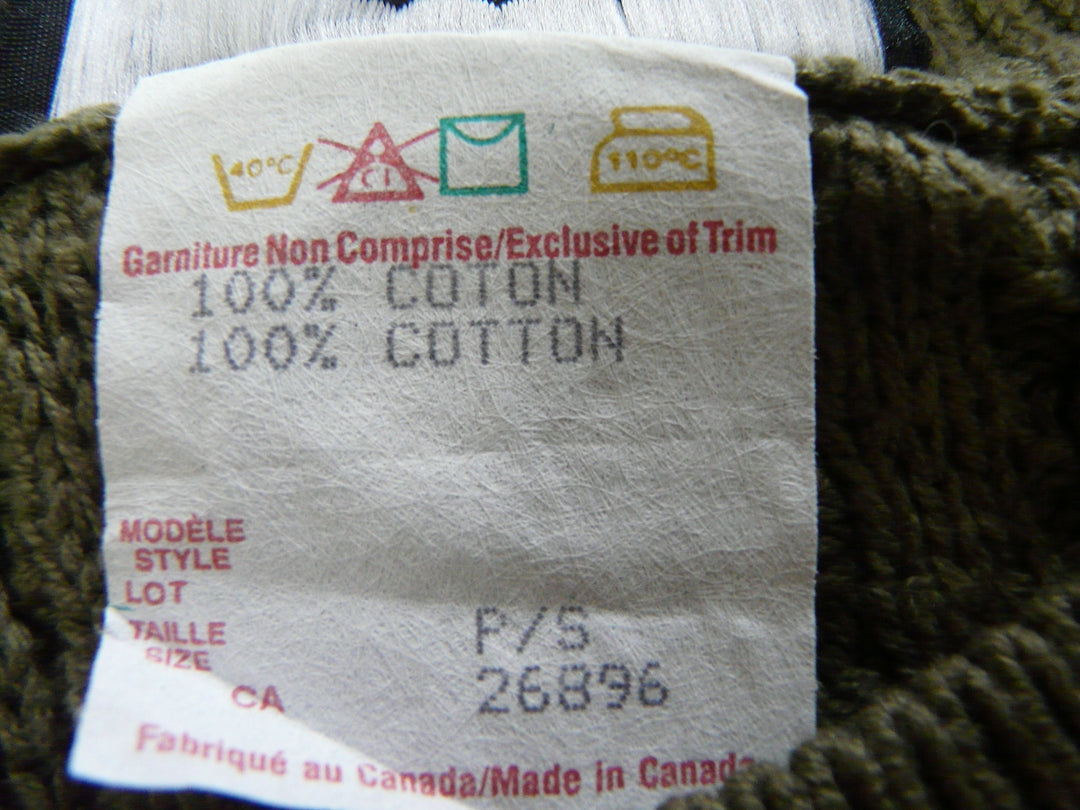 40°C Cl 110°C
Garniture Non Comprise/Exclusive of Trim
100% COTON
100% COTTON
MODÈLE
STYLE
LOT
TAILLE P/S
SIZE
CA 26896
Fabriqué au Canada/Made in Canada